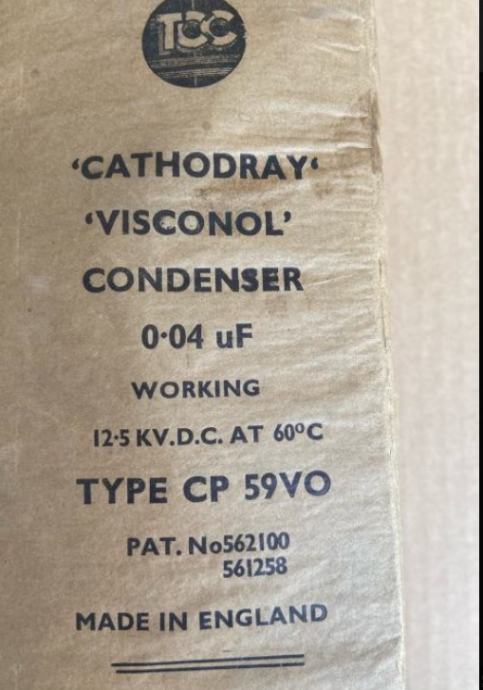 TCC
‘CATHODRAY‘
‘VISCONOL’
CONDENSER
0·04 uF
WORKING
12·5 KV.D.C. AT 60°C
TYPE CP 59VO
PAT. No562100
561258
MADE IN ENGLAND